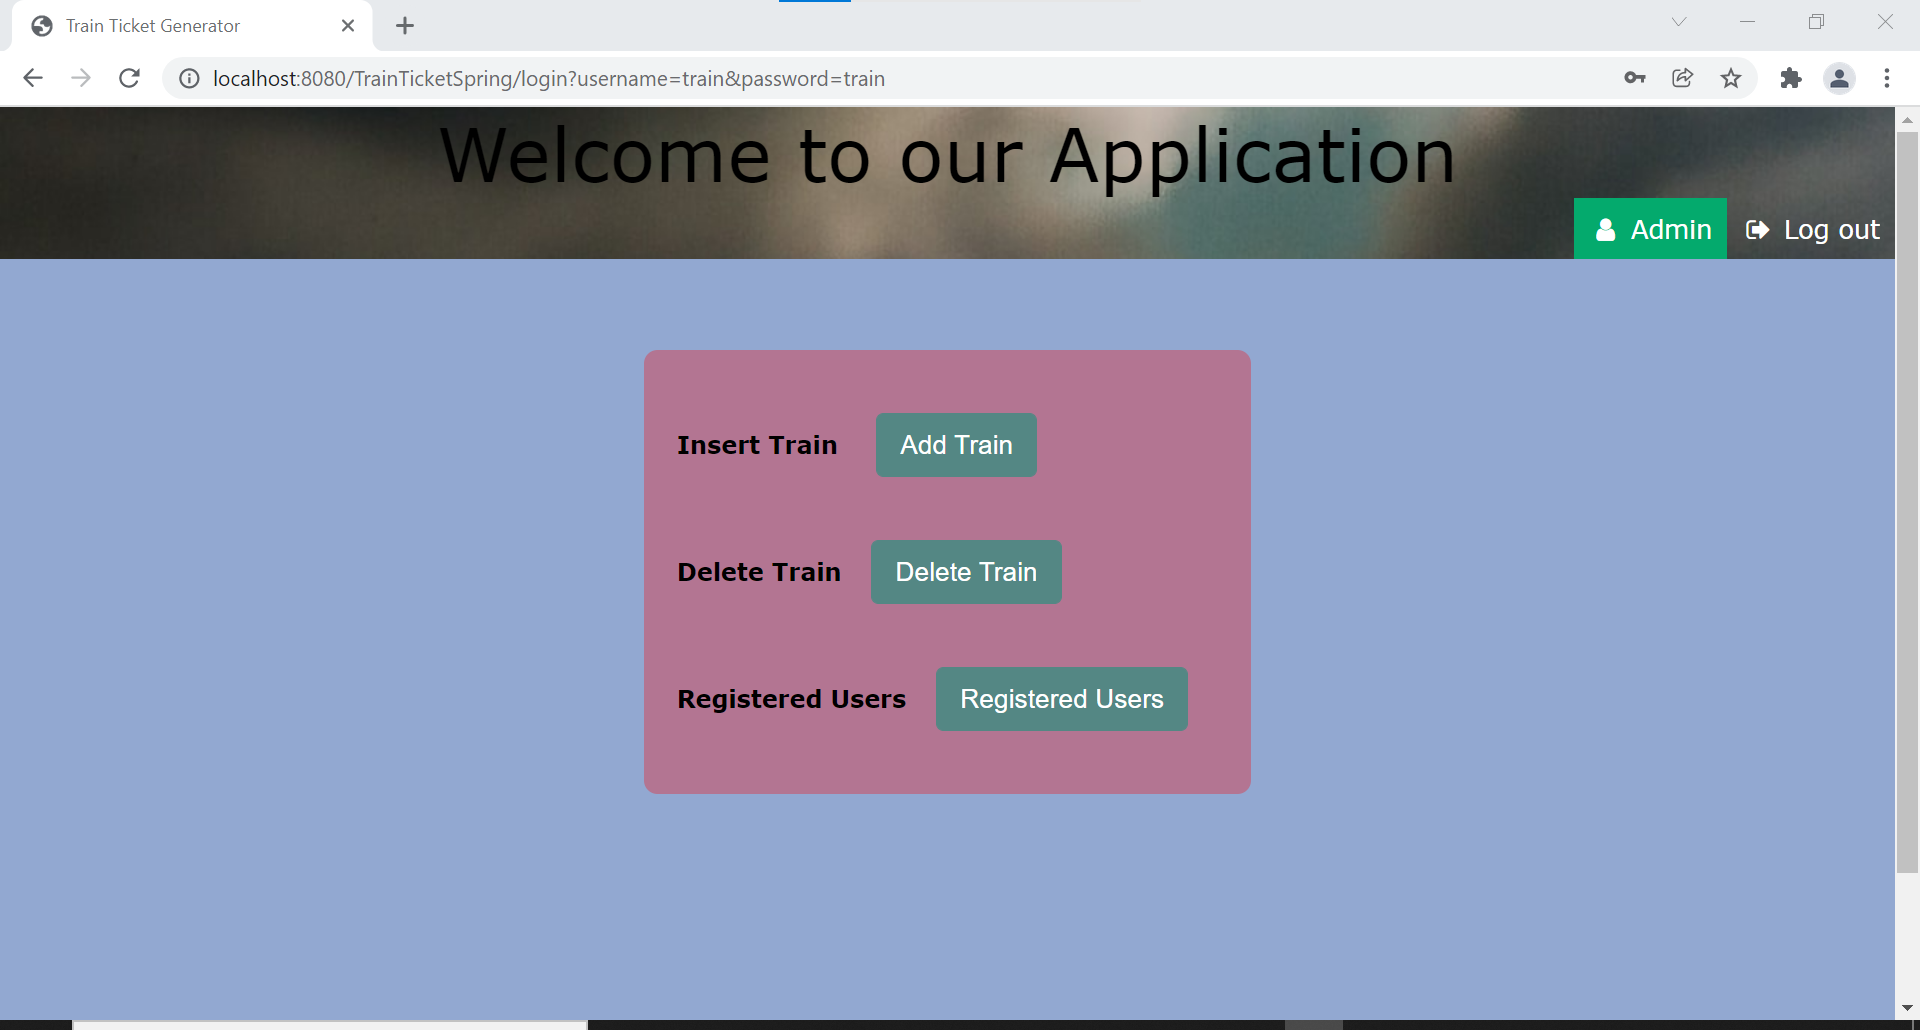 Train Ticket Generator
localhost:8080/TrainTicketSpring/login?username=train&password=train
Welcome to our Application
Admin Log out
Insert Train Add Train
Delete Train Delete Train
Registered Users Registered Users